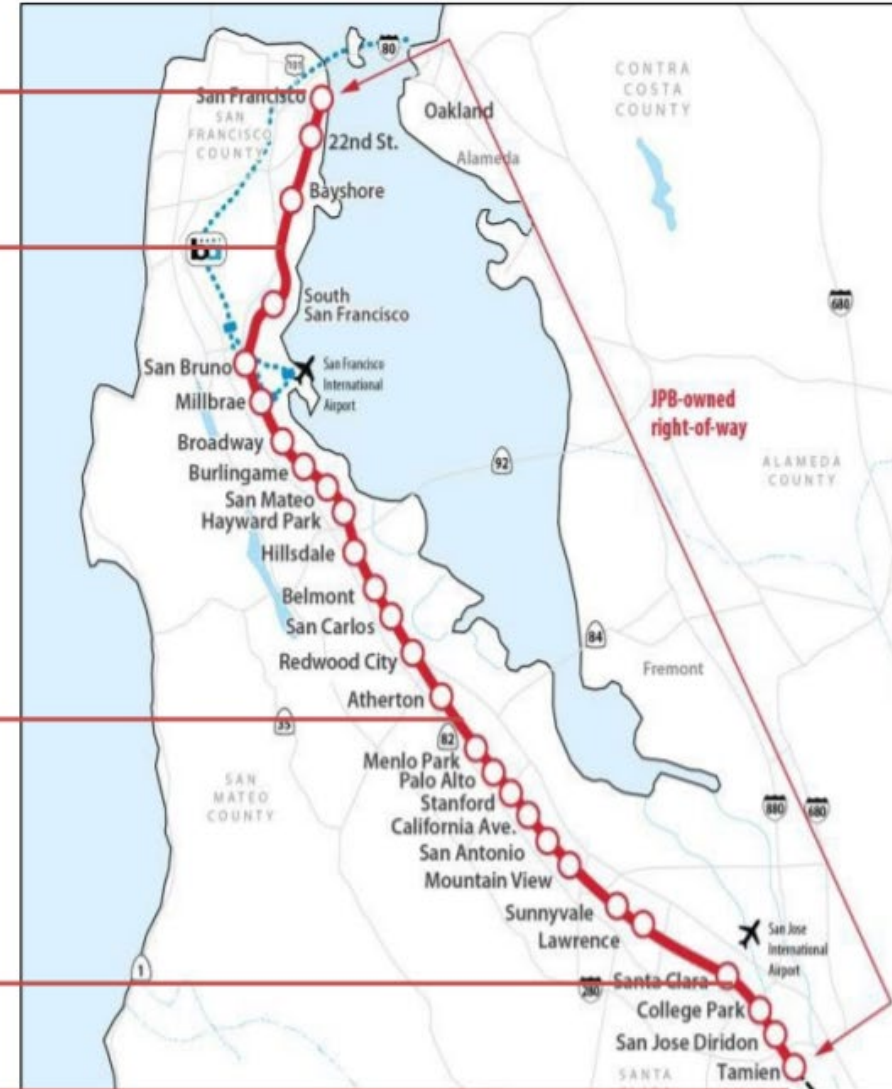 80
101
San Francisco
SAN
FRANCISCO
COUNTY
22nd St.
Oakland
Alameda
CONTRA
COSTA
COUNTY
Bayshore
680
South
San Francisco
San Bruno
San Francisco
International
Airport
Millbrae
JPB-owned
right-of-way
Broadway
92
ALAMEDA
COUNTY
Burlingame
San Mateo
Hayward Park
Hillsdale
Belmont
San Carlos
84
Redwood City
Fremont
Atherton
35
82
Menlo Park
Palo Alto
SAN
MATEO
COUNTY
Stanford
880
680
California Ave.
San Antonio
Mountain View
Sunnyvale
Lawrence
San Jose
International
Airport
1
280
Santa Clara
College Park
San Jose Diridon
Tamien
SANTA